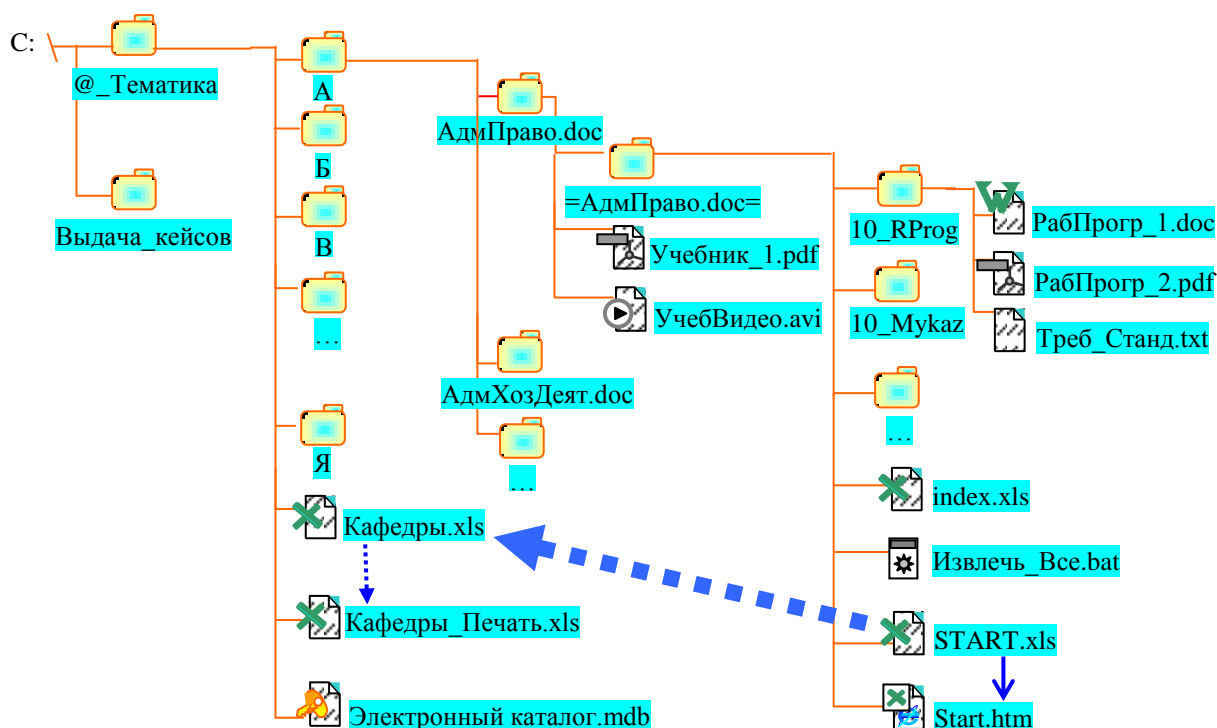 C:
@_Тематика
Выдача_кейсов
А
Б
В
...
Я
Кафедры.xls
Кафедры_Печать.xls
Электронный каталог.mdb
АдмПраво.doc
АдмХозДеят.doc
...
=АдмПраво.doc=
Учебник_1.pdf
УчебВидео.avi
10_RProg
10_Mykaz
...
index.xls
Извлечь_Все.bat
START.xls
Start.htm
РабПрогр_1.doc
РабПрогр_2.pdf
Треб_Станд.txt